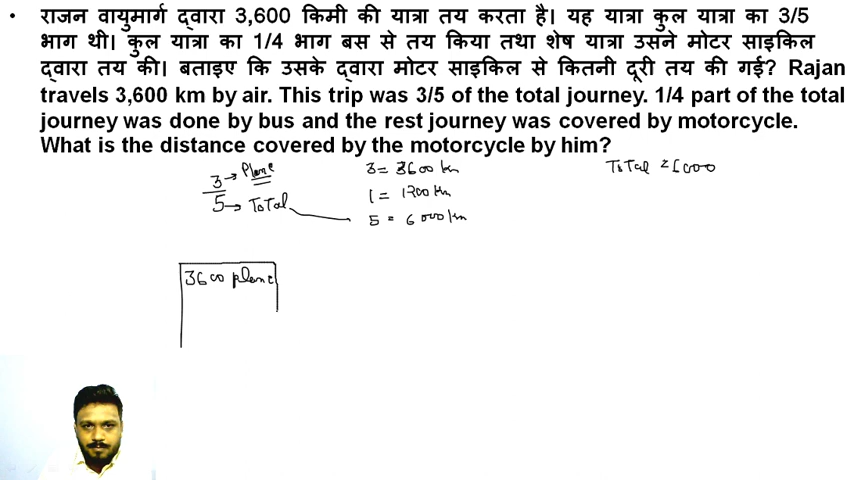 • राजन वायुमार्ग द्वारा 3,600 किमी की यात्रा तय करता है। यह यात्रा कुल यात्रा का 3/5
भाग थी। कुल यात्रा का 1/4 भाग बस से तय किया तथा शेष यात्रा उसने मोटर साइकिल
द्वारा तय की। बताइए कि उसके द्वारा मोटर साइकिल से कितनी दूरी तय की गई? Rajan
travels 3,600 km by air. This trip was 3/5 of the total journey. 1/4 part of the total
journey was done by bus and the rest journey was covered by motorcycle.
What is the distance covered by the motorcycle by him?
3 → Plane
5 → Total
3 = 3600 km
1 = 1200 km
5 = 6000 km
Total = 6000
3600 plane